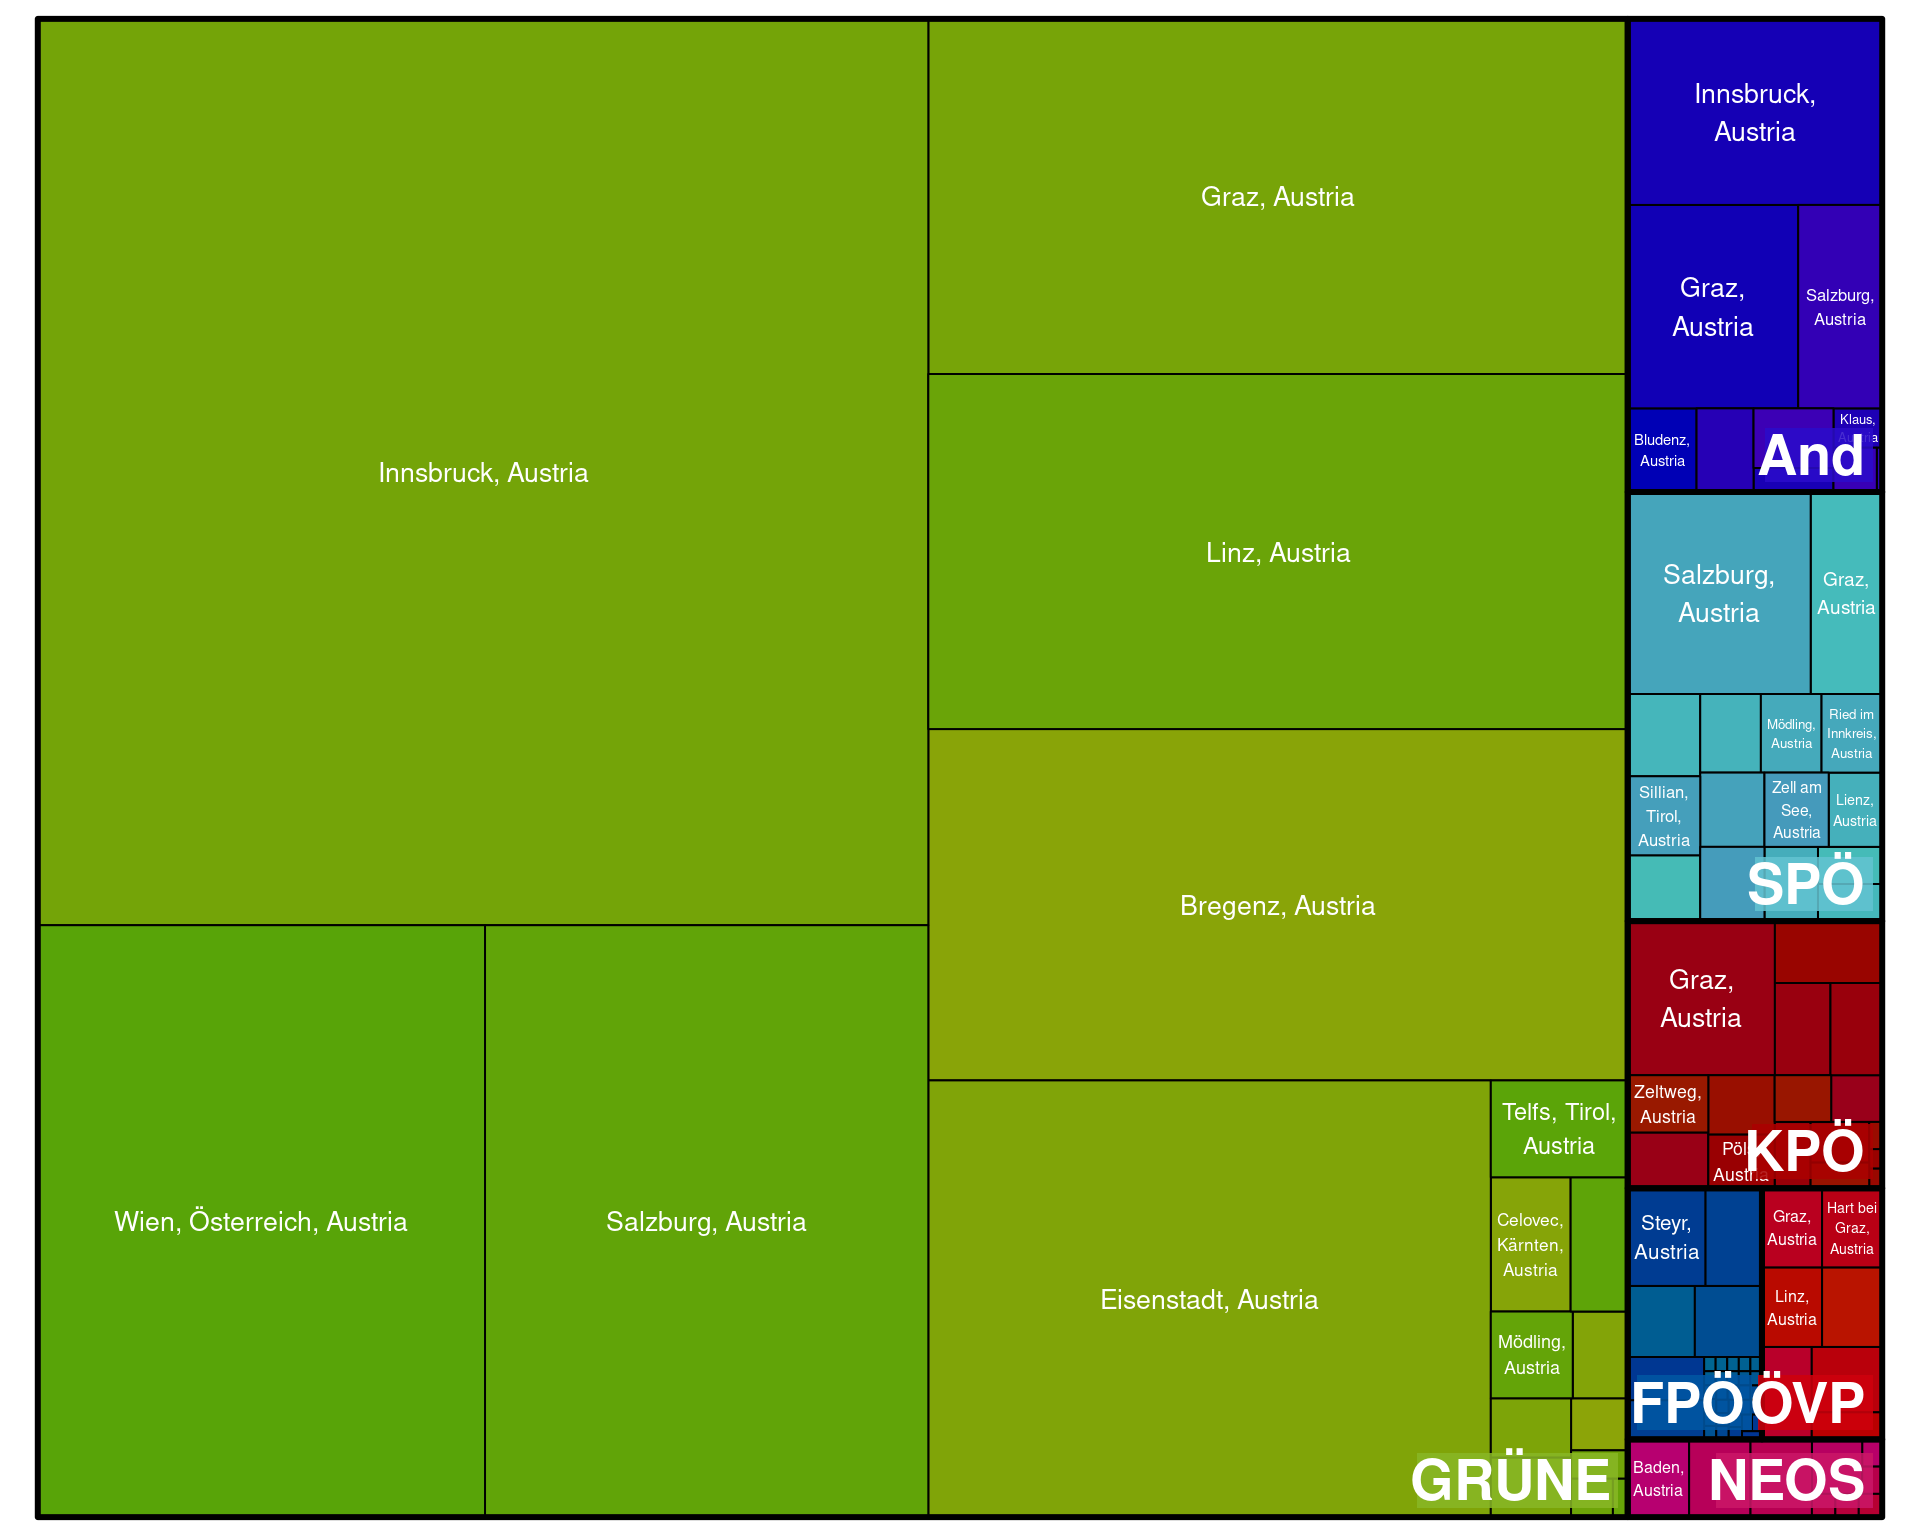 Innsbruck, Austria
Wien, Österreich, Austria
Salzburg, Austria
Graz, Austria
Linz, Austria
Bregenz, Austria
Eisenstadt, Austria
Telfs, Tirol,
Austria
Celovec,
Kärnten,
Austria
Mödling,
Austria
GRÜNE
Innsbruck,
Austria
Graz,
Austria
Salzburg,
Austria
Bludenz,
Austria
Klaus,
Austria
And
Salzburg,
Austria
Graz,
Austria
Mödling,
Austria
Ried im
Innkreis,
Austria
Sillian,
Tirol,
Austria
Zell am
See,
Austria
Lienz,
Austria
SPÖ
Graz,
Austria
Zeltweg,
Austria
Austria
KPÖ
Steyr,
Austria
FPÖ
Graz,
Austria
Hart bei
Graz,
Austria
Linz,
Austria
ÖVP
Baden,
Austria
NEOS